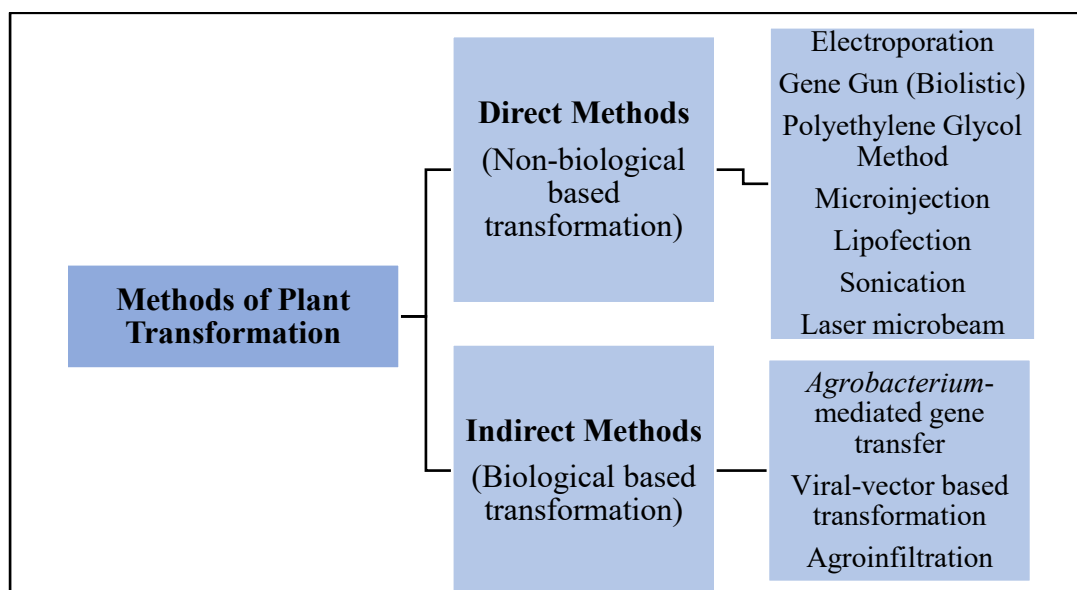 Methods of Plant
Transformation
Direct Methods
(Non-biological
based
transformation)
Electroporation
Gene Gun (Biolistic)
Polyethylene Glycol
Method
Microinjection
Lipofection
Sonication
Laser microbeam
Indirect Methods
(Biological based
transformation)
Agrobacterium-
mediated gene
transfer
Viral-vector based
transformation
Agroinfiltration